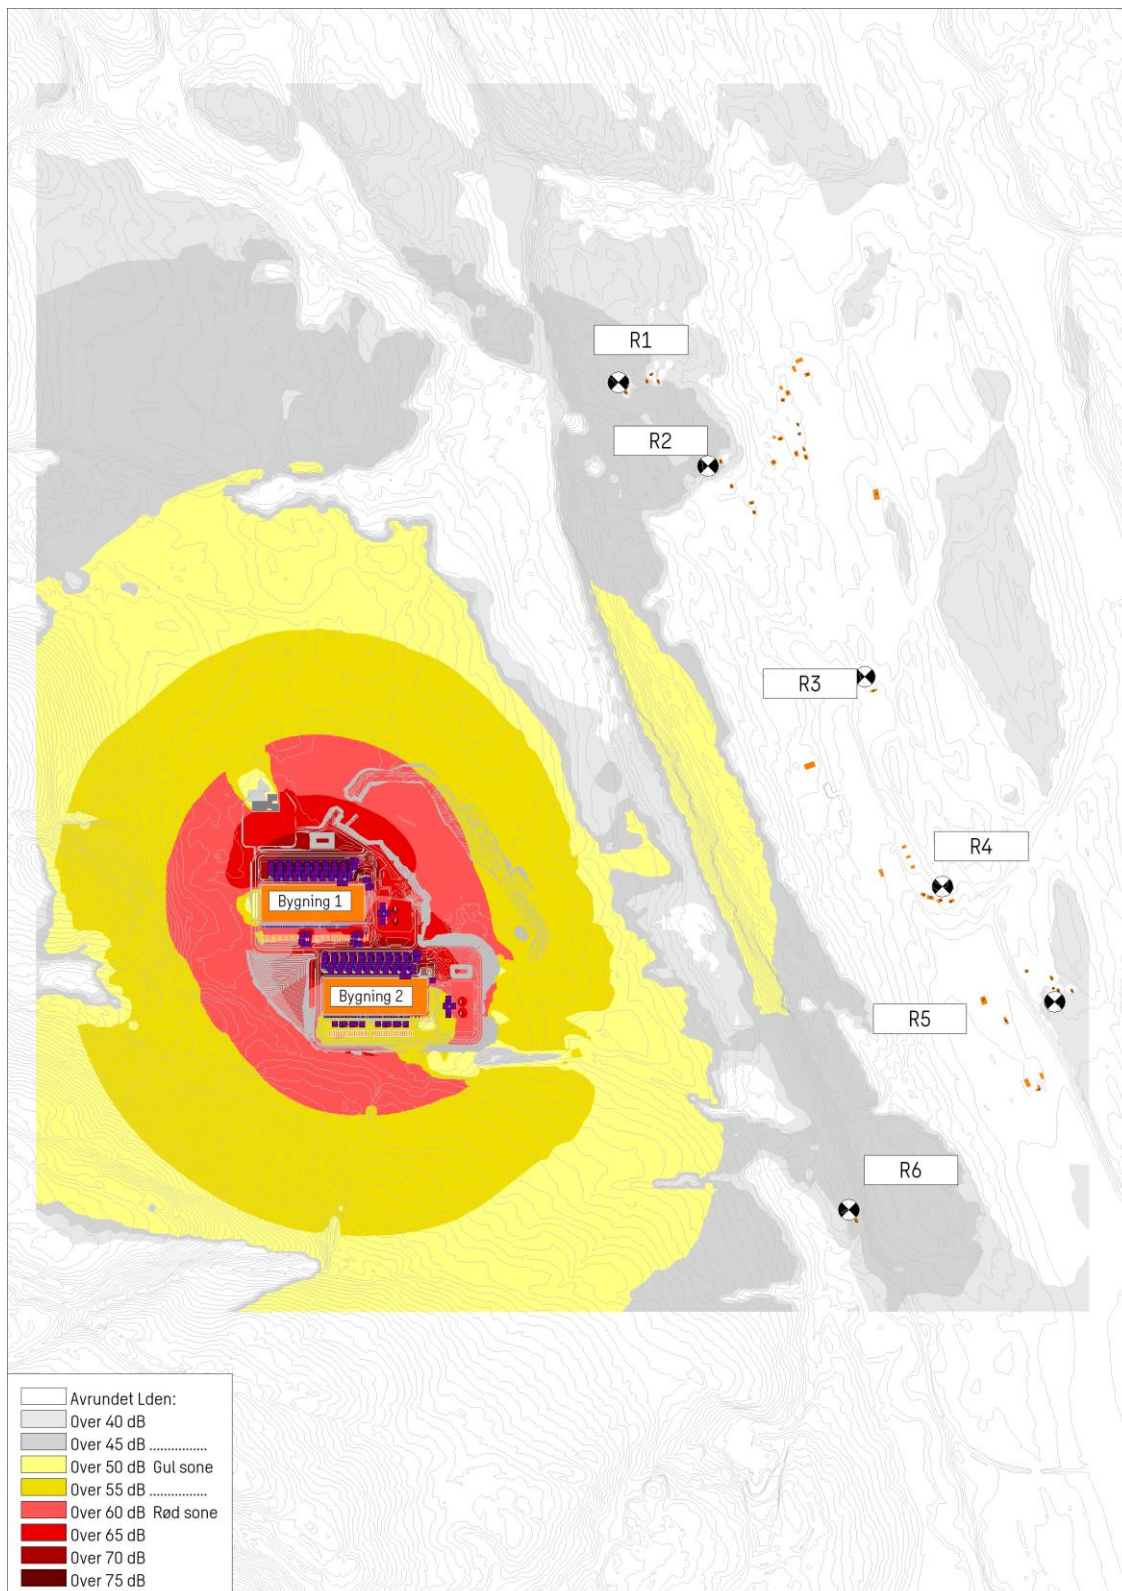 R1
R2
R3
R4
Bygning 1
Bygning 2
R5
R6
Avrundet Lden:
Over 40 dB
Over 45 dB ...............
Over 50 dB Gul sone
Over 55 dB ...............
Over 60 dB Rød sone
Over 65 dB
Over 70 dB
Over 75 dB